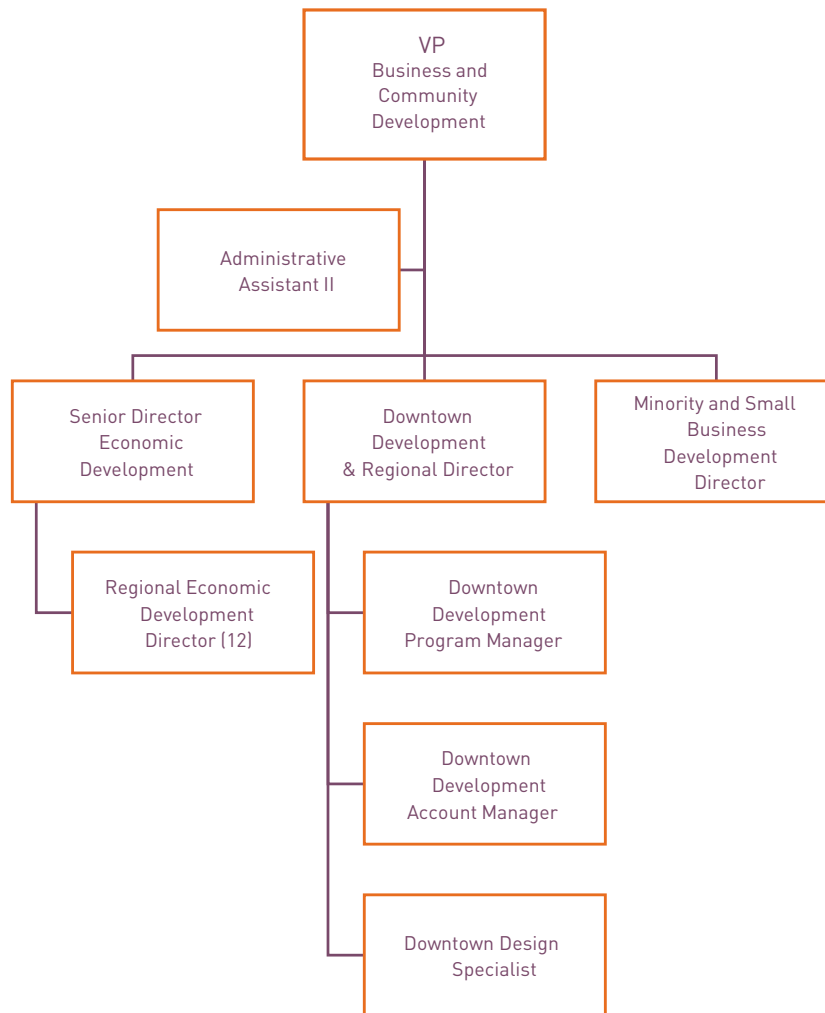 VP
Business and
Community
Development
Administrative
Assistant II
Senior Director
Economic
Development
Downtown
Development
& Regional Director
Minority and Small
Business
Development
Director
Regional Economic
Development
Director (12)
Downtown
Development
Program Manager
Downtown
Development
Account Manager
Downtown Design
Specialist